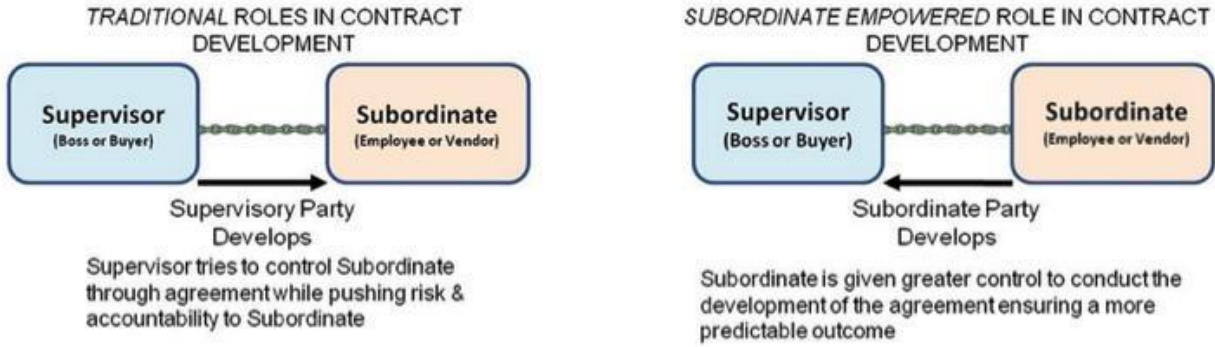 TRADITIONAL ROLES IN CONTRACT
DEVELOPMENT
Supervisor
(Boss or Buyer)
Subordinate
(Employee or Vendor)
Supervisory Party
Develops
Supervisor tries to control Subordinate
through agreement while pushing risk &
accountability to Subordinate
SUBORDINATE EMPOWERED ROLE IN CONTRACT
DEVELOPMENT
Supervisor
(Boss or Buyer)
Subordinate
(Employee or Vendor)
Subordinate Party
Develops
Subordinate is given greater control to conduct the
development of the agreement ensuring a more
predictable outcome